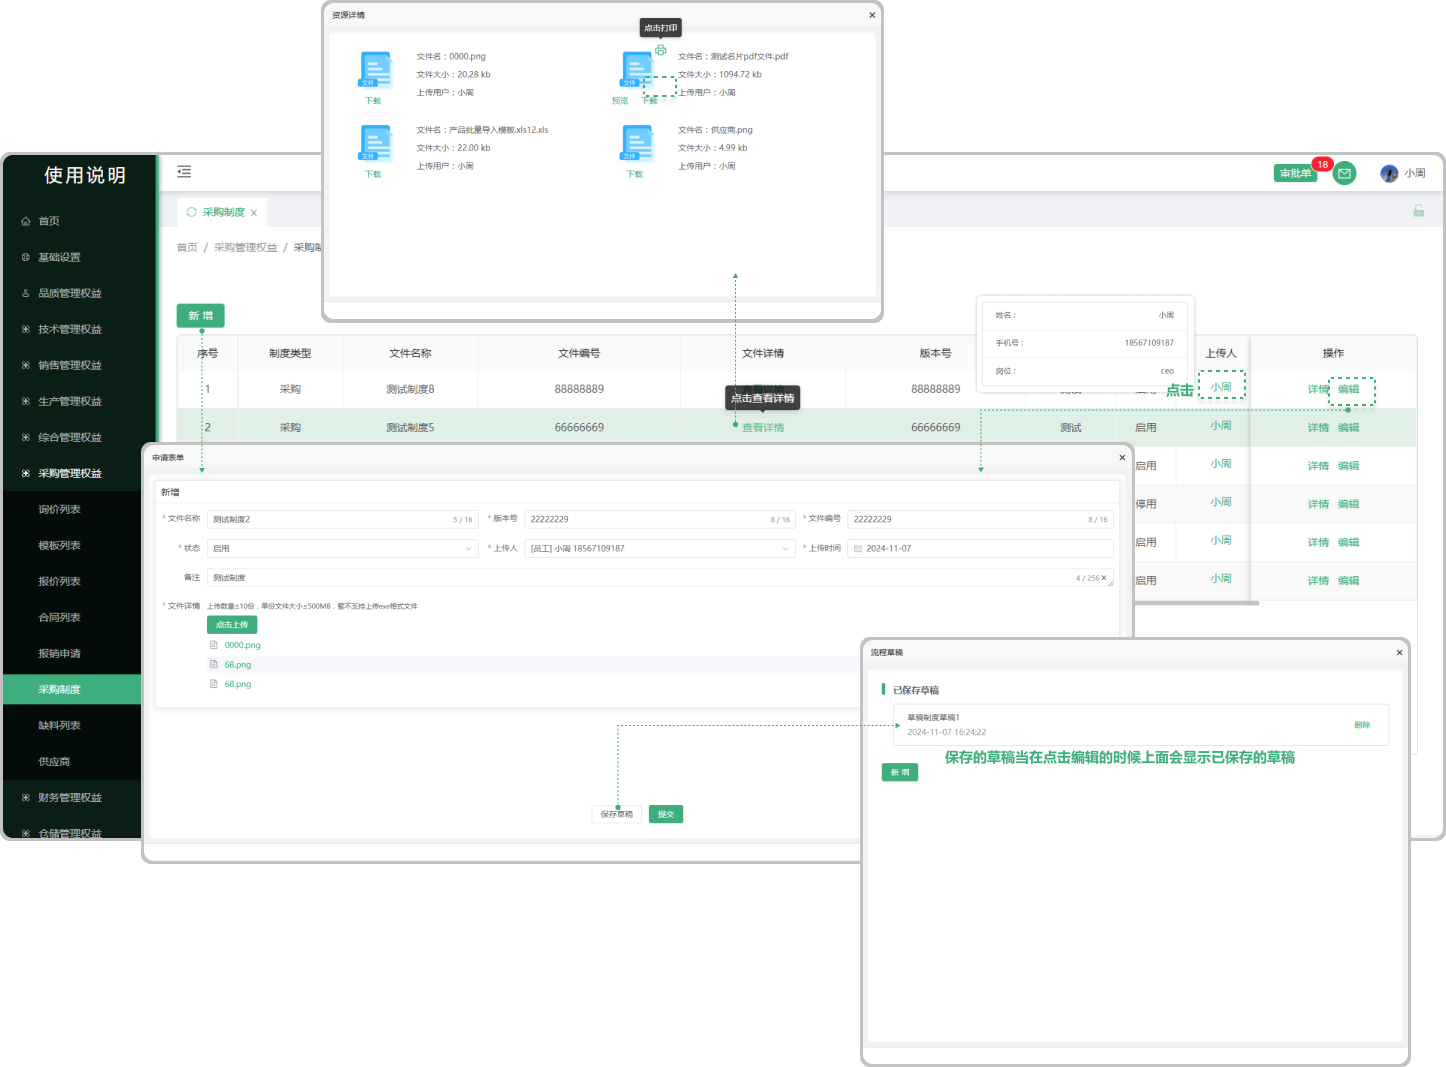 资源详情
点击打印
文件名：0000.png
文件大小：20.28 kb
上传用户：小周
文件
下载
文件名：测试名片pdf文件.pdf
文件大小：1094.72 kb
上传用户：小周
文件
预览 下载
文件名：产品批量导入模板.xls12.xls
文件大小：22.00 kb
上传用户：小周
文件
下载
文件名：供应商.png
文件大小：4.99 kb
上传用户：小周
文件
下载
使用说明
首页
基础设置
品质管理权益
技术管理权益
销售管理权益
生产管理权益
综合管理权益
采购管理权益
询价列表
模板列表
报价列表
合同列表
报销申请
采购制度
缺料列表
供应商
财务管理权益
仓储管理权益
审批单 18
小周
采购制度
首页 / 采购管理权益 / 采购制
新 增
姓名： 小周
手机号： 18567109187
岗位： ceo
序号 制度类型 文件名称 文件编号 文件详情 版本号 上传人 操作
1 采购 测试制度8 88888889 88888889 小周 详情 编辑
点击
点击查看详情
2 采购 测试制度5 66666669 查看详情 66666669 测试 启用 小周 详情 编辑
启用 小周 详情 编辑
停用 小周 详情 编辑
启用 小周 详情 编辑
启用 小周 详情 编辑
申请表单
新增
* 文件名称 测试制度2 5 / 16 * 版本号 22222229 8 / 16 * 文件编号 22222229 8 / 16
* 状态 启用 * 上传人 [员工] 小周 18567109187 * 上传时间 2024-11-07
备注 测试制度 4 / 256
* 文件详情 上传数量≤10份，单份文件大小≤500MB，暂不支持上传exe格式文件
点击上传
0000.png
68.png
68.png
保存草稿 提交
流程草稿
已保存草稿
草稿制度草稿1
2024-11-07 16:24:22
删除
保存的草稿当在点击编辑的时候上面会显示已保存的草稿
新 增